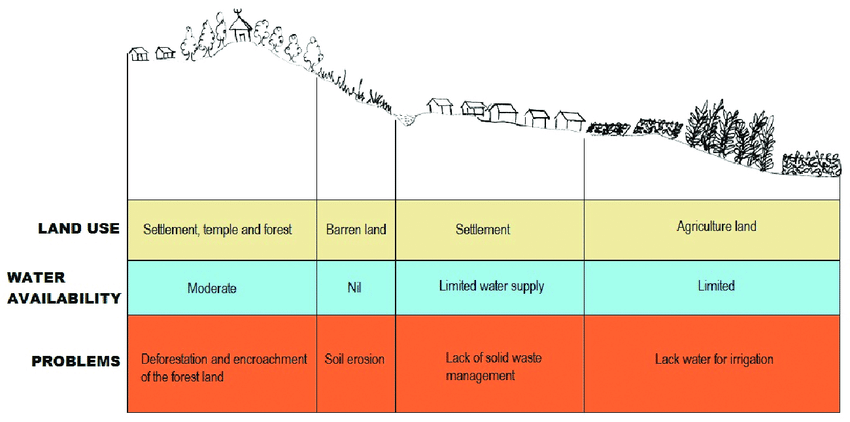 LAND USE
Settlement, temple and forest
Barren land
Settlement
Agriculture land
WATER
AVAILABILITY
Moderate
Nil
Limited water supply
Limited
PROBLEMS
Deforestation and encroachment
of the forest land
Soil erosion
Lack of solid waste
management
Lack water for irrigation